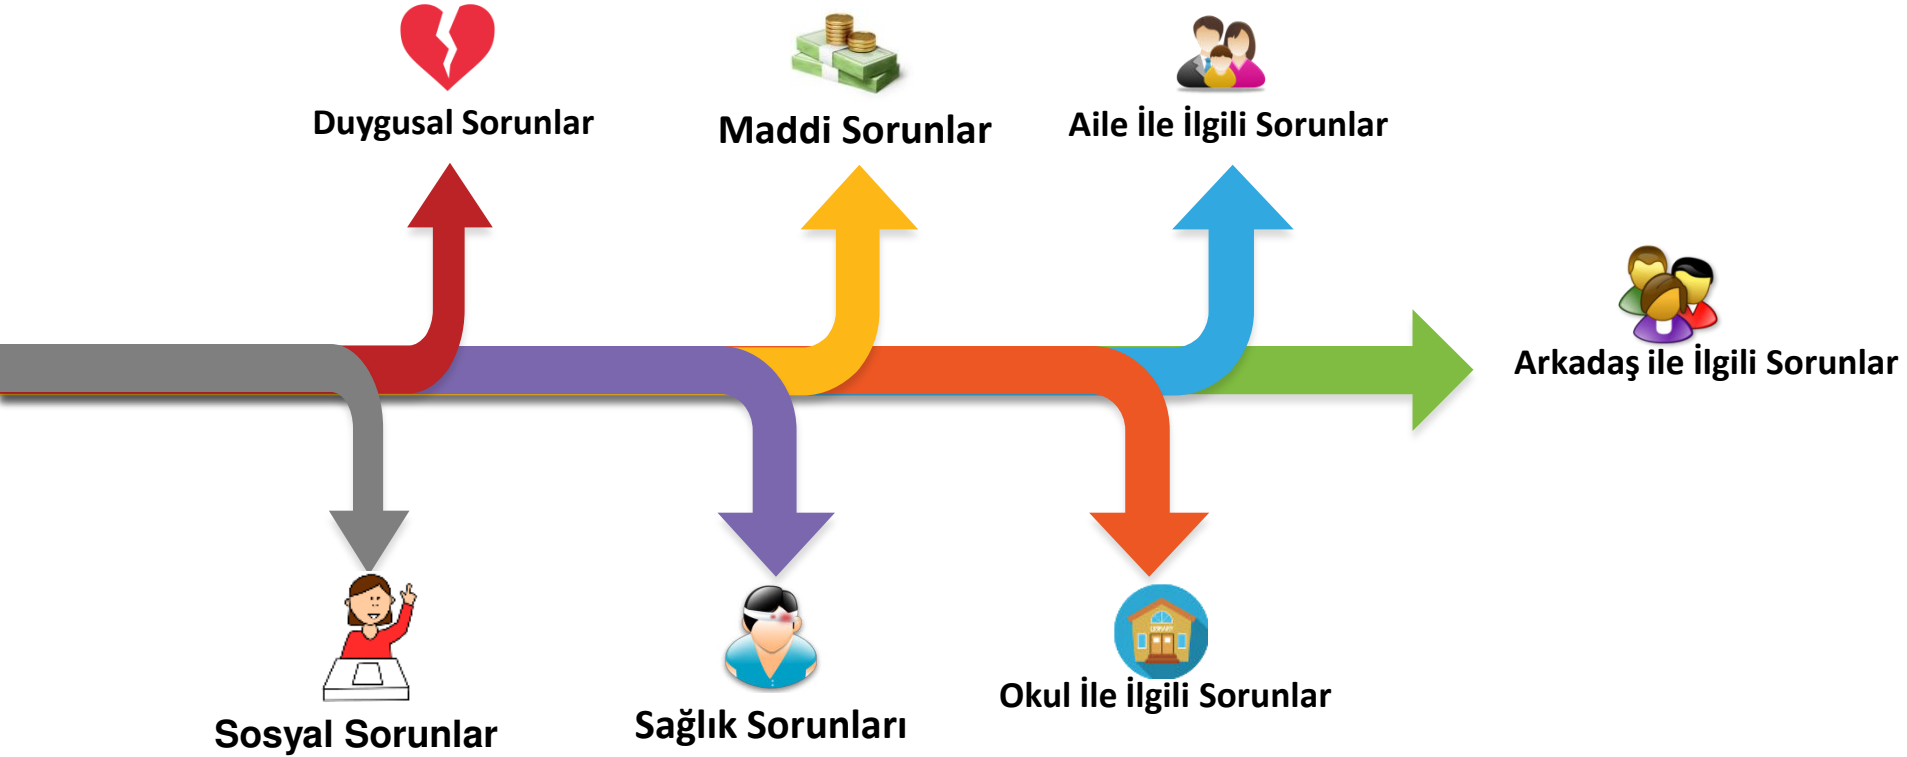 Duygusal Sorunlar
Maddi Sorunlar
Aile İle İlgili Sorunlar
Arkadaş ile İlgili Sorunlar
Sosyal Sorunlar
Sağlık Sorunları
Okul İle İlgili Sorunlar